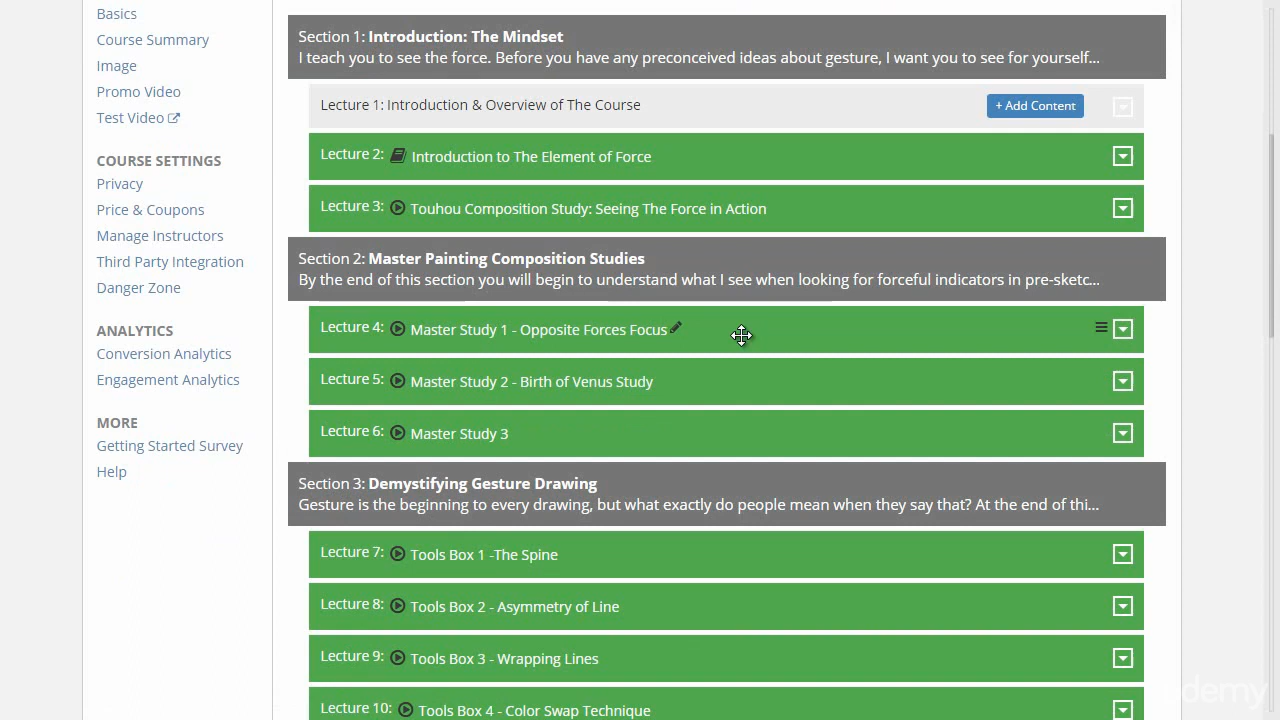 Basics
Course Summary
Image
Promo Video
Test Video
COURSE SETTINGS
Privacy
Price & Coupons
Manage Instructors
Third Party Integration
Danger Zone
ANALYTICS
Conversion Analytics
Engagement Analytics
MORE
Getting Started Survey
Help
Section 1: Introduction: The Mindset
I teach you to see the force. Before you have any preconceived ideas about gesture, I want you to see for yourself...
Lecture 1: Introduction & Overview of The Course
+ Add Content
Lecture 2: Introduction to The Element of Force
Lecture 3: Touhou Composition Study: Seeing The Force in Action
Section 2: Master Painting Composition Studies
By the end of this section you will begin to understand what I see when looking for forceful indicators in pre-sketc...
Lecture 4: Master Study 1 - Opposite Forces Focus
Lecture 5: Master Study 2 - Birth of Venus Study
Lecture 6: Master Study 3
Section 3: Demystifying Gesture Drawing
Gesture is the beginning to every drawing, but what exactly do people mean when they say that? At the end of thi...
Lecture 7: Tools Box 1 -The Spine
Lecture 8: Tools Box 2 - Asymmetry of Line
Lecture 9: Tools Box 3 - Wrapping Lines
Lecture 10: Tools Box 4 - Color Swap Technique
udemy